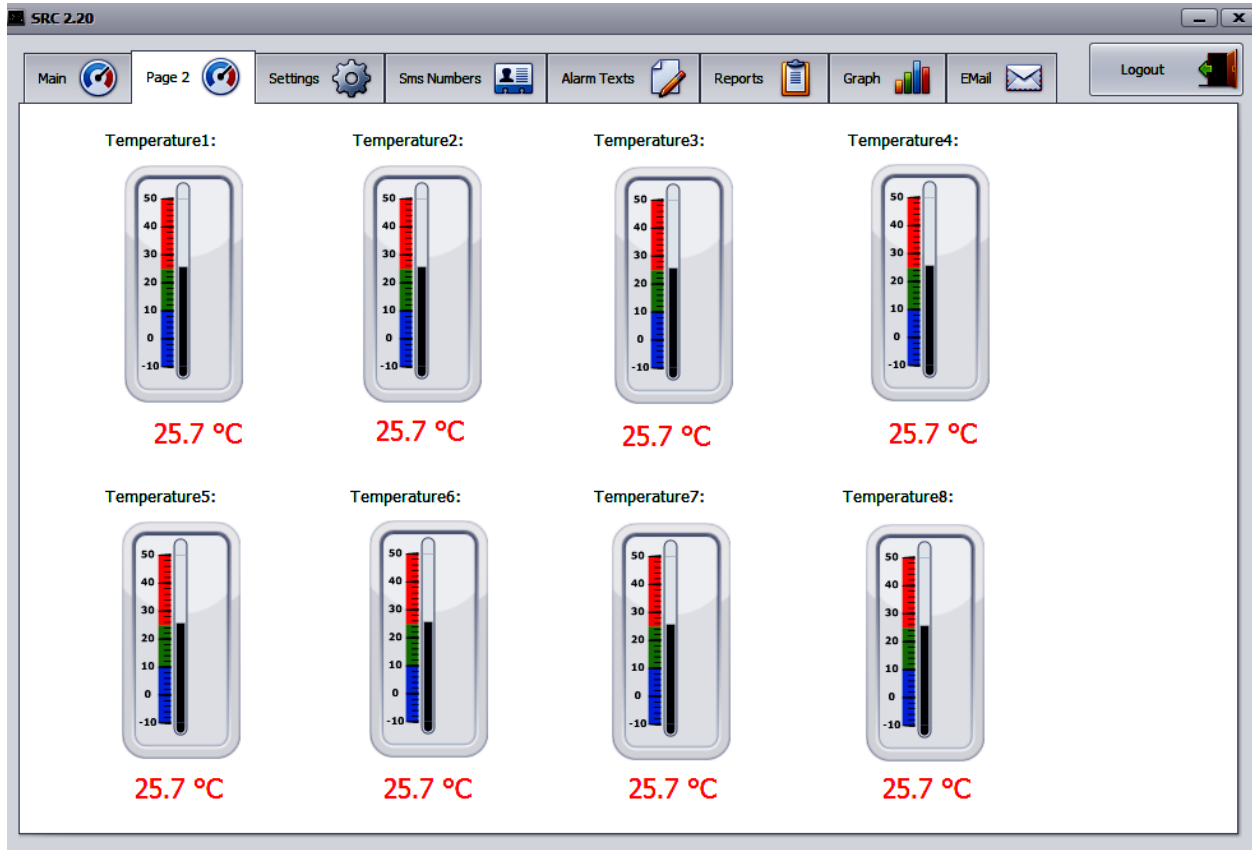 SRC 2.20
Main Page 2 Settings Sms Numbers Alarm Texts Reports Graph EMail Logout
Temperature1: Temperature2: Temperature3: Temperature4:
50 50 50 50
40 40 40 40
30 30 30 30
20 20 20 20
10 10 10 10
0 0 0 0
-10 -10 -10 -10
25.7 °C 25.7 °C 25.7 °C 25.7 °C
Temperature5: Temperature6: Temperature7: Temperature8:
50 50 50 50
40 40 40 40
30 30 30 30
20 20 20 20
10 10 10 10
0 0 0 0
-10 -10 -10 -10
25.7 °C 25.7 °C 25.7 °C 25.7 °C